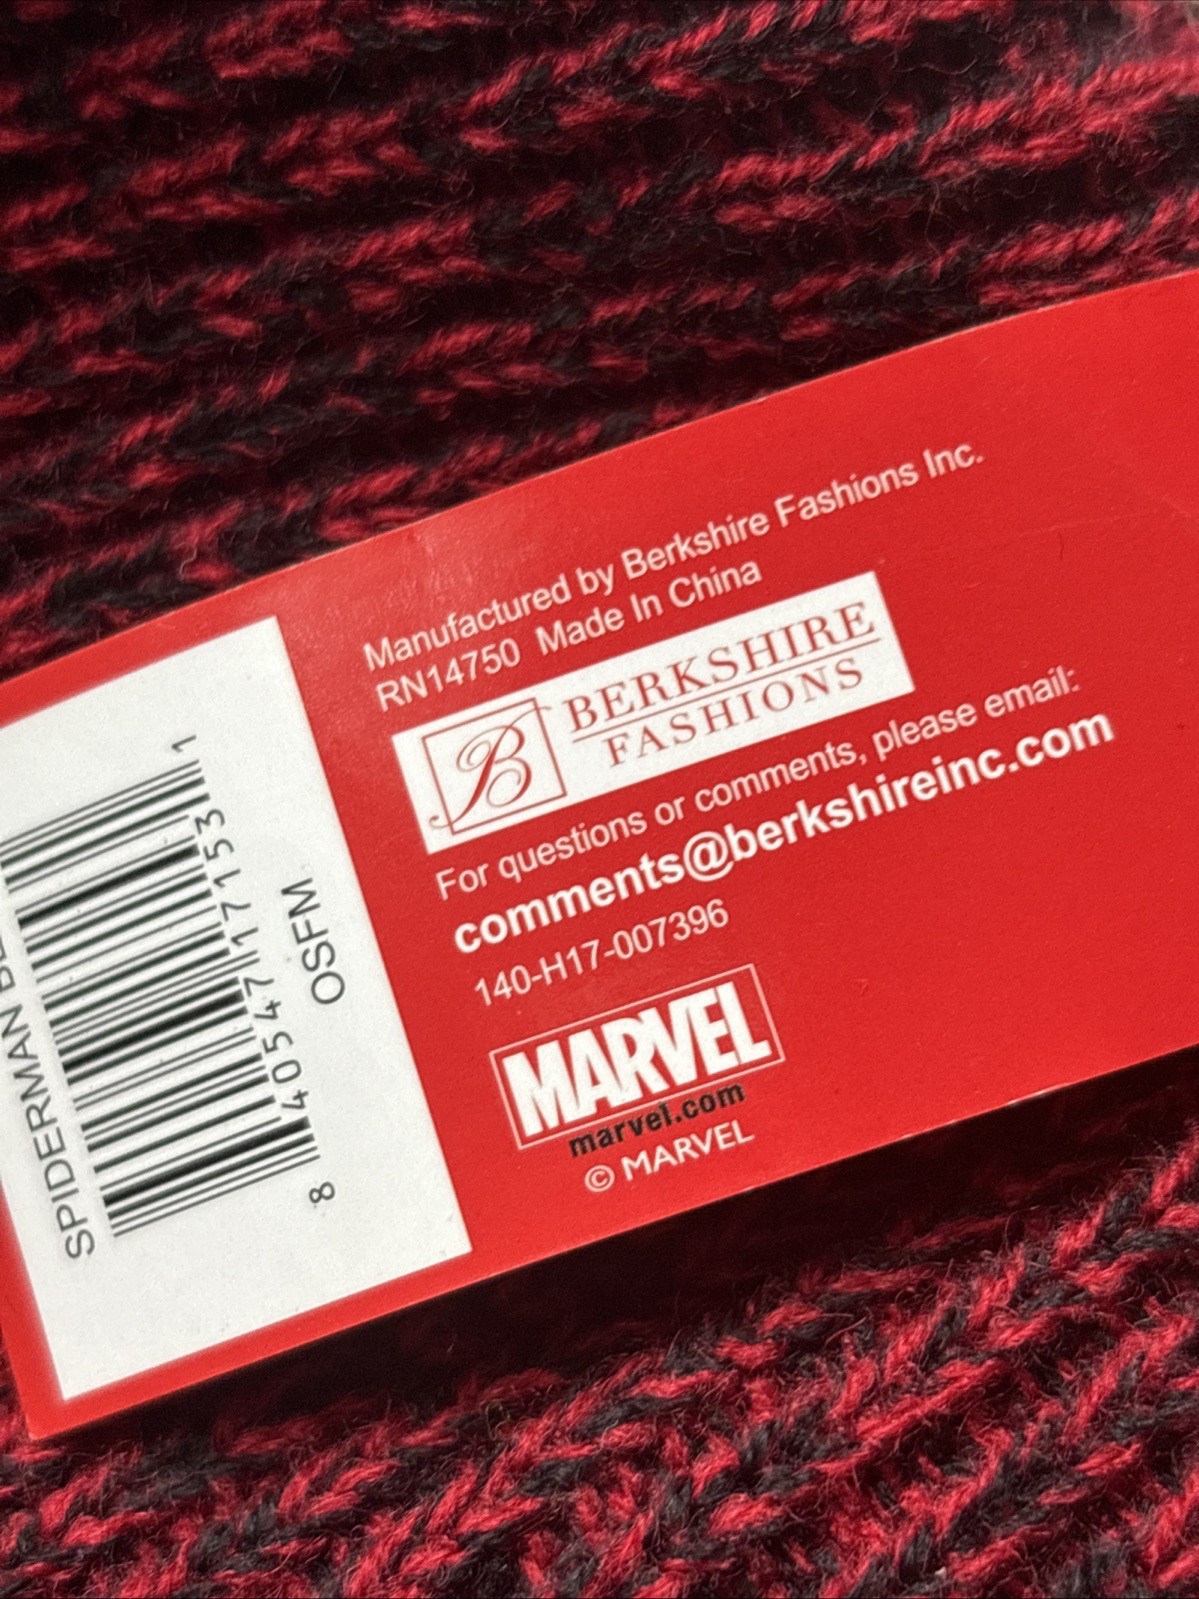 Manufactured by Berkshire Fashions Inc.
RN14750 Made In China
B
BERKSHIRE
FASHIONS
For questions or comments, please email:
comments@berkshireinc.com
140-H17-007396
MARVEL
marvel.com
© MARVEL
SPIDERMAN
8 40547 17153 1
OSFM